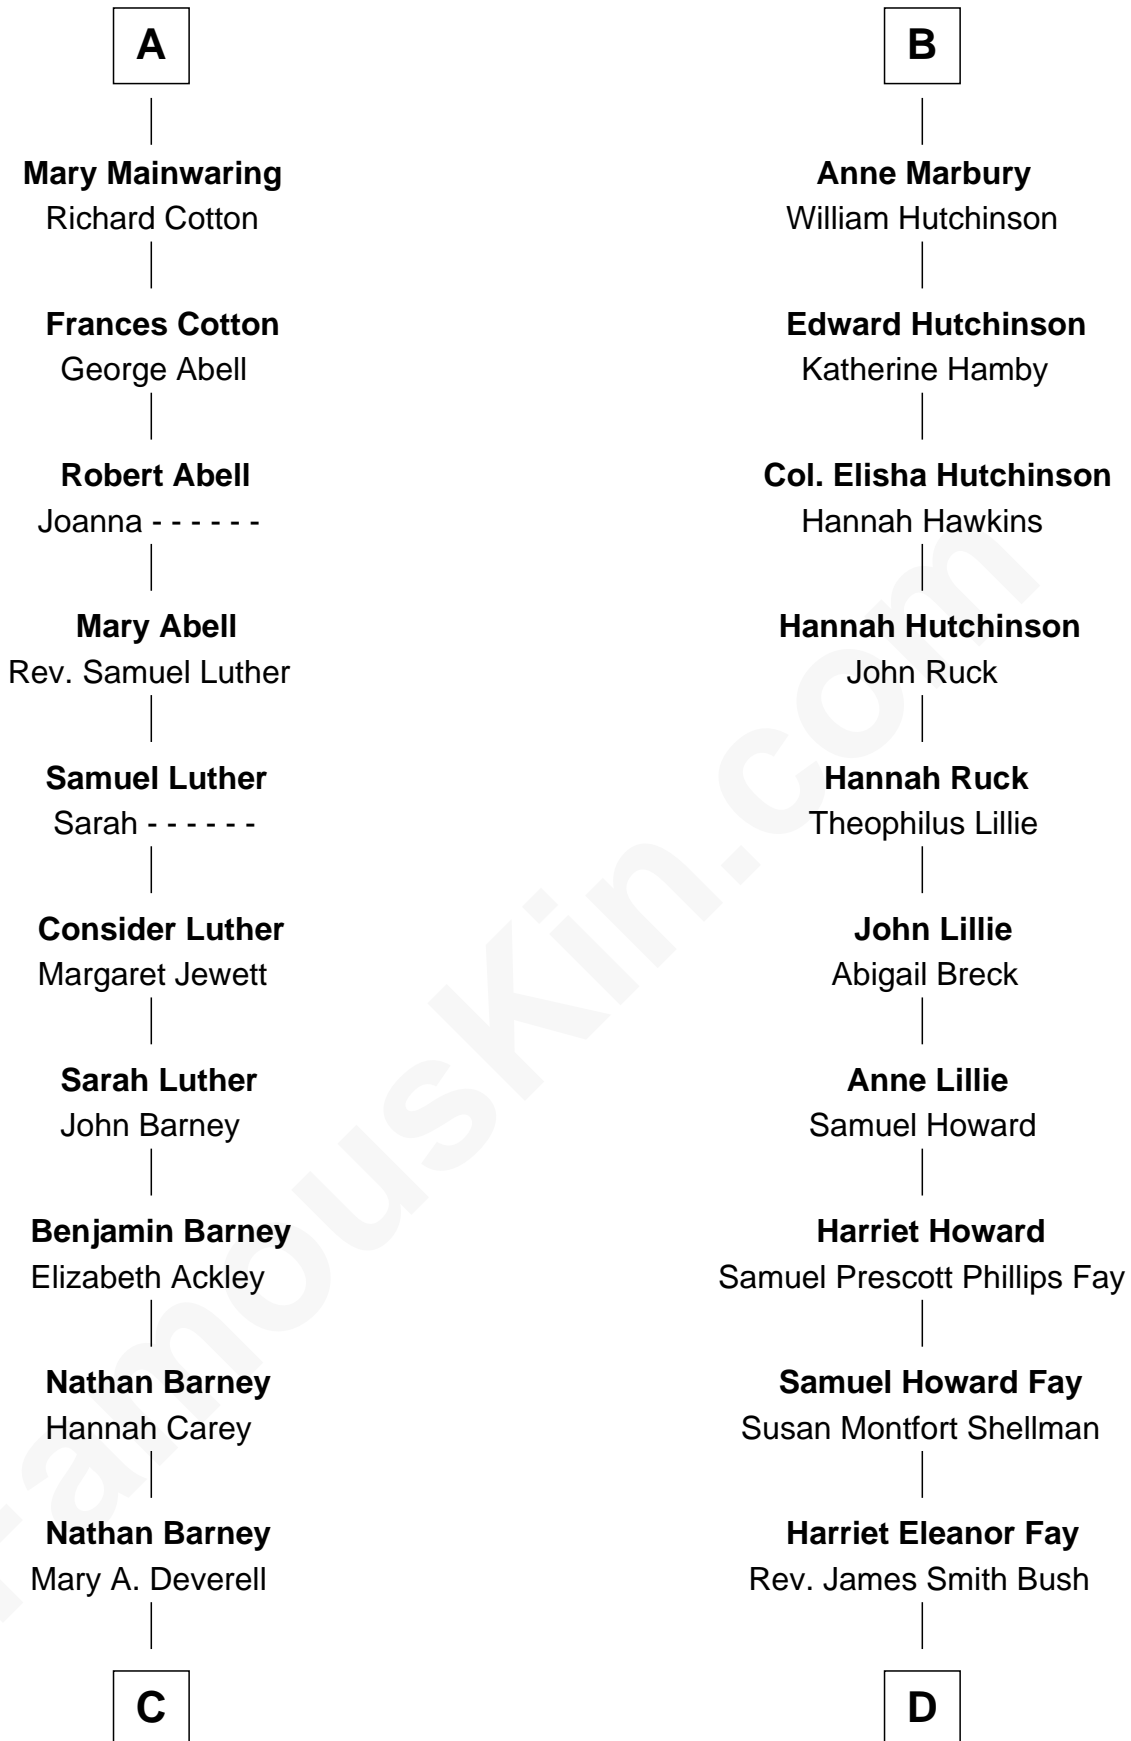 A
Mary Mainwaring
Richard Cotton
Frances Cotton
George Abell
Robert Abell
Joanna - - - - - -
Mary Abell
Rev. Samuel Luther
Samuel Luther
Sarah - - - - - -
Consider Luther
Margaret Jewett
Sarah Luther
John Barney
Benjamin Barney
Elizabeth Ackley
Nathan Barney
Hannah Carey
Nathan Barney
Mary A. Deverell
C
B
Anne Marbury
William Hutchinson
Edward Hutchinson
Katherine Hamby
Col. Elisha Hutchinson
Hannah Hawkins
Hannah Hutchinson
John Ruck
Hannah Ruck
Theophilus Lillie
John Lillie
Abigail Breck
Anne Lillie
Samuel Howard
Harriet Howard
Samuel Prescott Phillips Fay
Samuel Howard Fay
Susan Montfort Shellman
Harriet Eleanor Fay
Rev. James Smith Bush
D
FamousKin.com